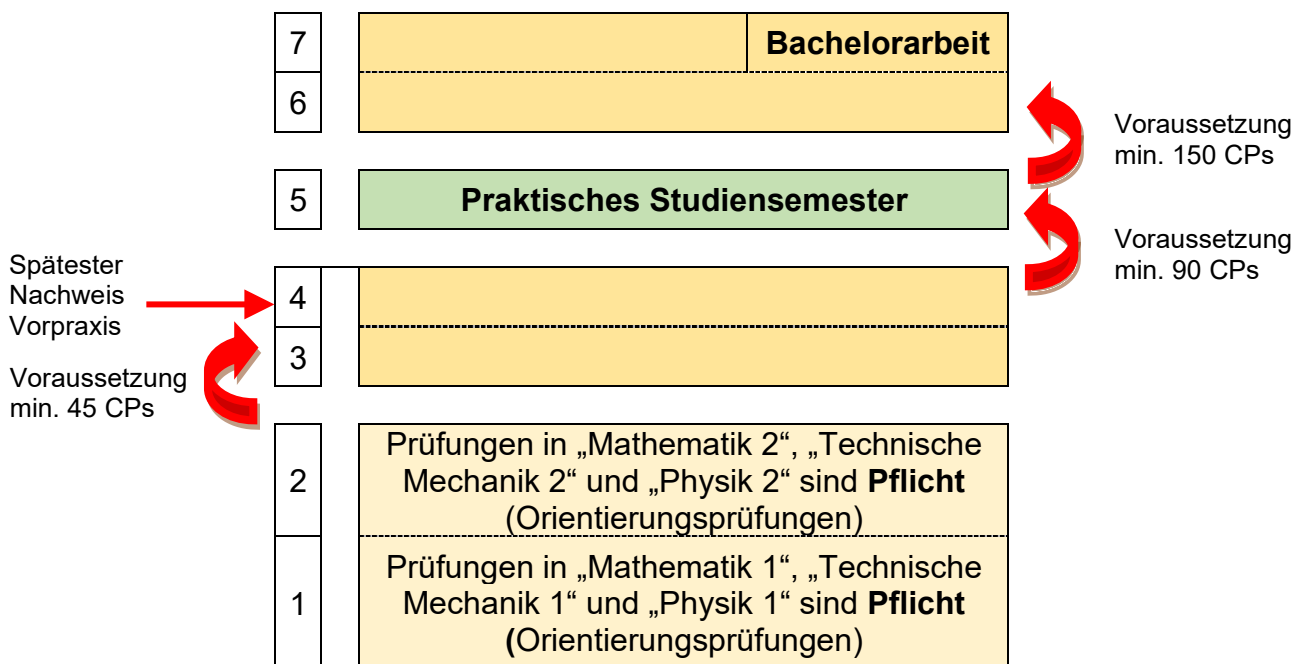 7
Bachelorarbeit
6
Voraussetzung
min. 150 CPs
5
Praktisches Studiensemester
Voraussetzung
min. 90 CPs
Spätester
Nachweis
Vorpraxis
4
3
Voraussetzung
min. 45 CPs
2
Prüfungen in „Mathematik 2“, „Technische
Mechanik 2“ und „Physik 2“ sind Pflicht
(Orientierungsprüfungen)
1
Prüfungen in „Mathematik 1“, „Technische
Mechanik 1“ und „Physik 1“ sind Pflicht
(Orientierungsprüfungen)